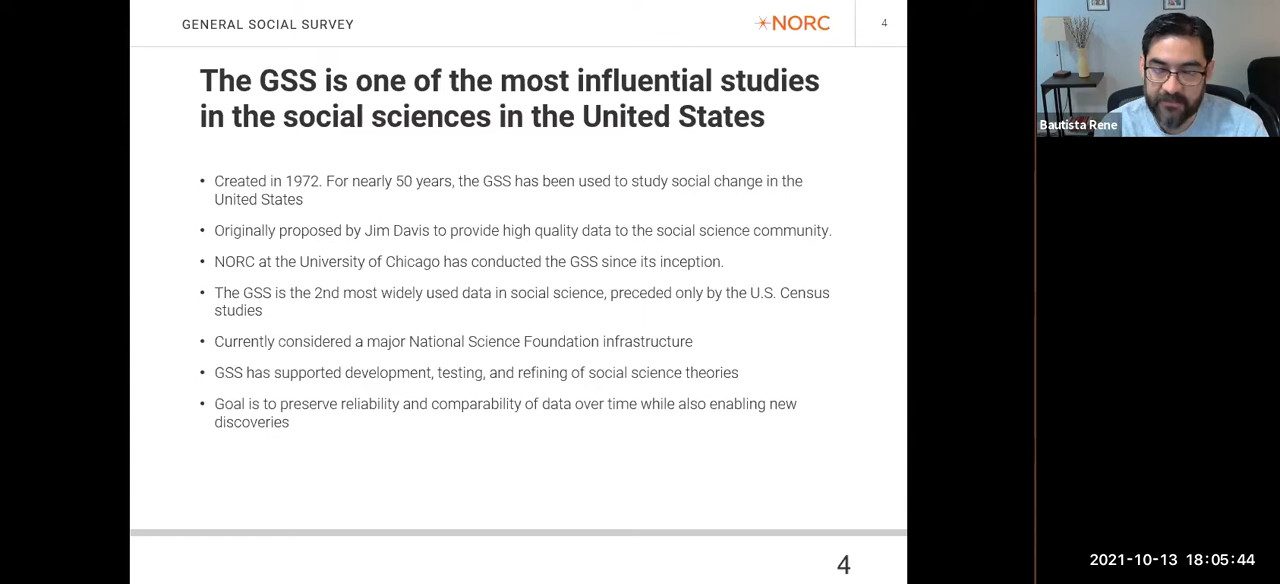 GENERAL SOCIAL SURVEY
NORC
4
The GSS is one of the most influential studies
in the social sciences in the United States
• Created in 1972. For nearly 50 years, the GSS has been used to study social change in the
United States
• Originally proposed by Jim Davis to provide high quality data to the social science community.
• NORC at the University of Chicago has conducted the GSS since its inception.
• The GSS is the 2nd most widely used data in social science, preceded only by the U.S. Census
studies
• Currently considered a major National Science Foundation infrastructure
• GSS has supported development, testing, and refining of social science theories
• Goal is to preserve reliability and comparability of data over time while also enabling new
discoveries
4
Bautista Rene
2021-10-13 18:05:44